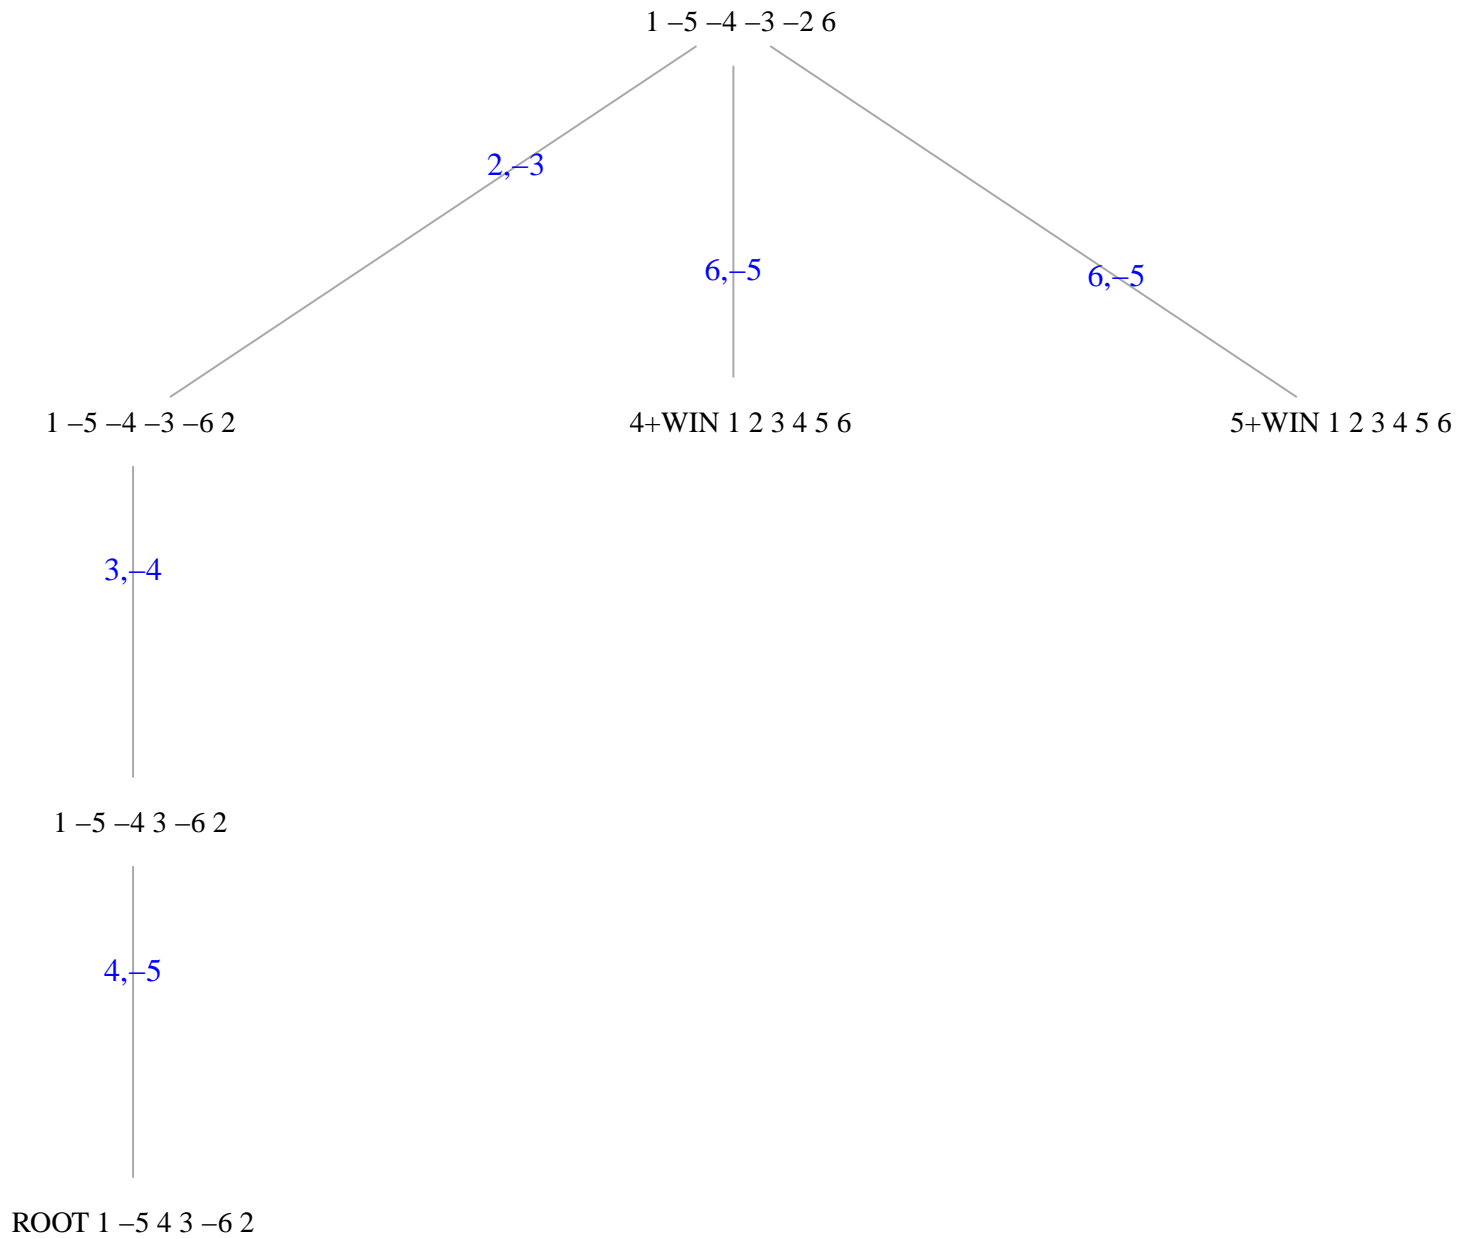 1 –5 –4 –3 –2 6
2,–3
6,–5
6,–5
1 –5 –4 –3 –6 2
4+WIN 1 2 3 4 5 6
5+WIN 1 2 3 4 5 6
3,–4
1 –5 –4 3 –6 2
4,–5
ROOT 1 –5 4 3 –6 2